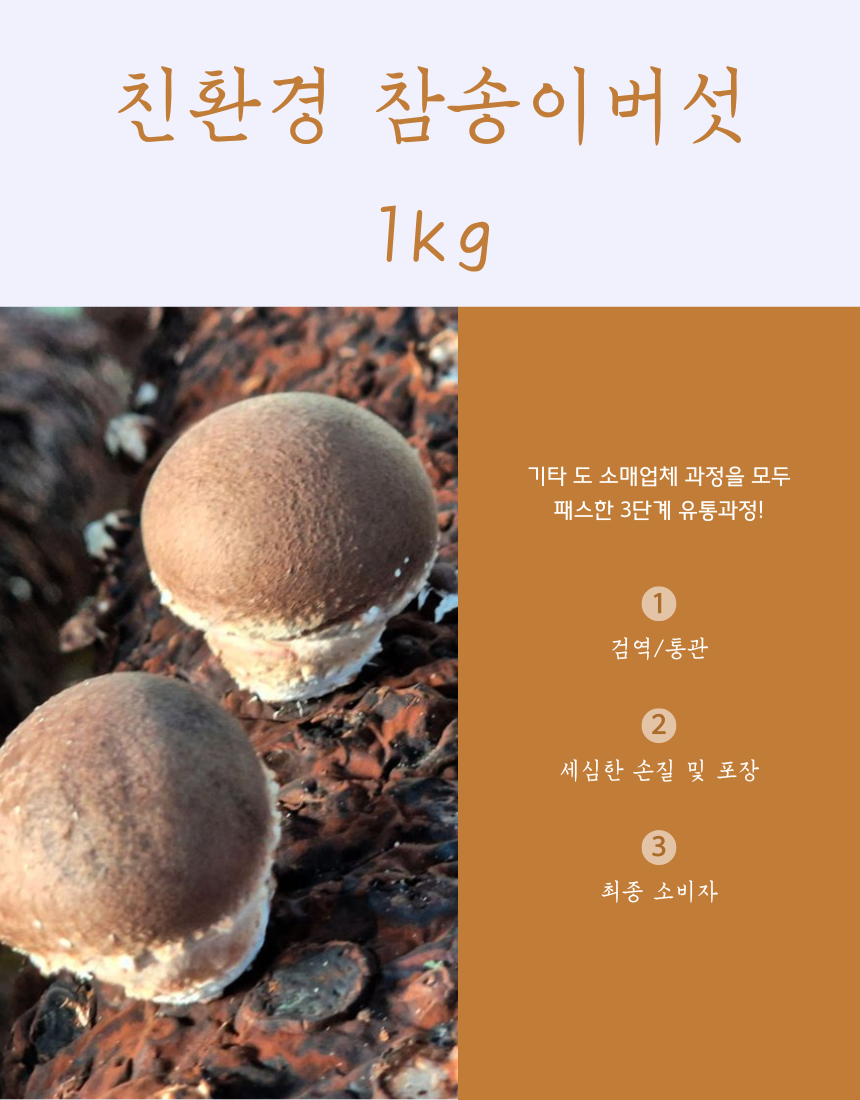 친환경 참송이버섯
1kg
기타 도 소매업체 과정을 모두
패스한 3단계 유통과정!
1
검역/통관
2
세심한 손질 및 포장
3
최종 소비자